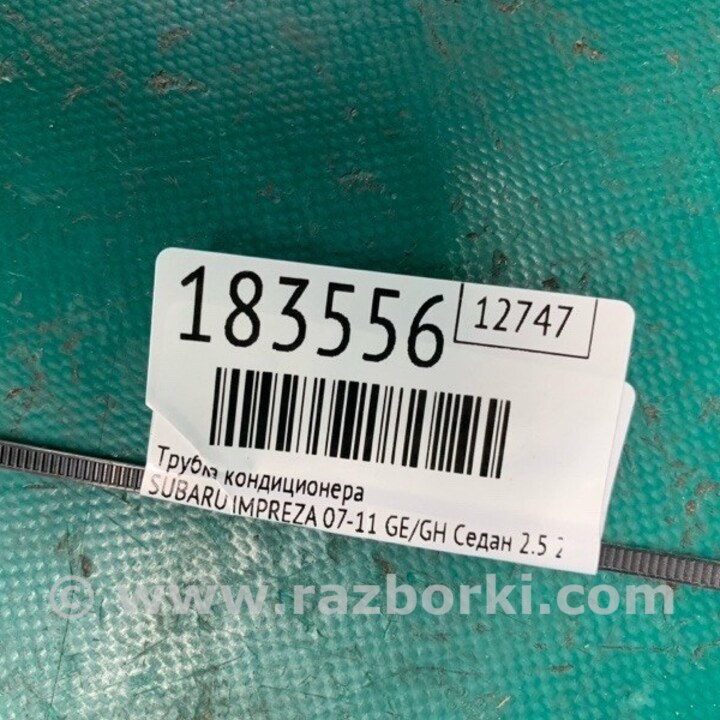 183556
12747
Трубка кондиционера
SUBARU IMPREZA 07-11 GE/GH Седан 2.5
© www.razborki.com